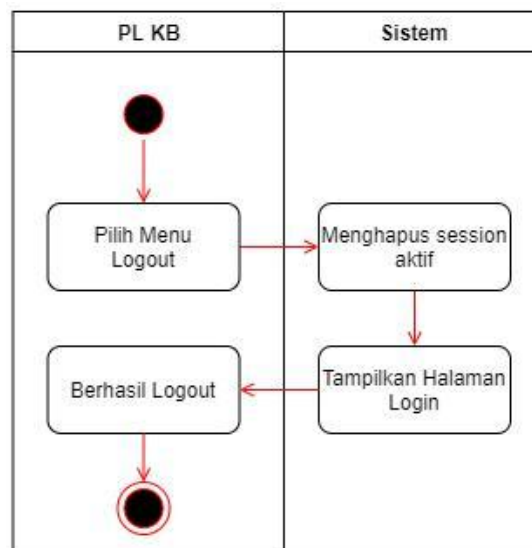 PL KB
Sistem
Pilih Menu
Logout
Menghapus session
aktif
Berhasil Logout
Tampilkan Halaman
Login